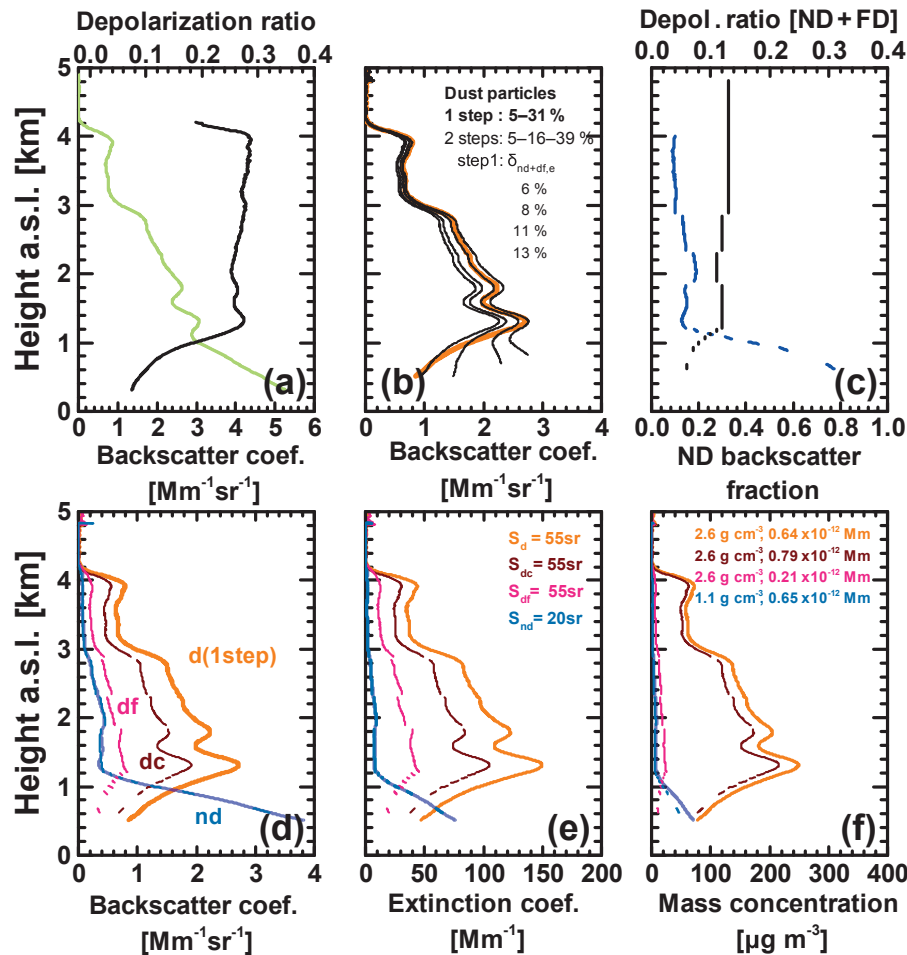 Depolarization ratio
0.0 0.1 0.2 0.3 0.4
5
4
3
2
1
0
Height a.s.l. [km]
(a)
0 1 2 3 4 5 6
Backscatter coef.
[Mm⁻¹sr⁻¹]
Dust particles
1 step : 5–31 %
2 steps: 5–16–39 %
step1: δnd+df,e
6 %
8 %
11 %
13 %
(b)
0 1 2 3 4
Backscatter coef.
[Mm⁻¹sr⁻¹]
Depol . ratio [ND + FD]
0.0 0.1 0.2 0.3 0.4
(c)
0.0 0.2 0.4 0.6 0.8 1.0
ND backscatter
fraction
5
4
3
2
1
0
Height a.s.l. [km]
d(1step)
df
dc
nd
(d)
0 1 2 3 4
Backscatter coef.
[Mm⁻¹sr⁻¹]
Sd = 55sr
Sdc = 55sr
Sdf = 55sr
Snd = 20sr
(e)
0 50 100 150 200
Extinction coef.
[Mm⁻¹]
2.6 g cm⁻³; 0.64 x10⁻¹² Mm
2.6 g cm⁻³; 0.79 x10⁻¹² Mm
2.6 g cm⁻³; 0.21 x10⁻¹² Mm
1.1 g cm⁻³; 0.65 x10⁻¹² Mm
(f)
0 100 200 300 400
Mass concentration
[µg m⁻³]